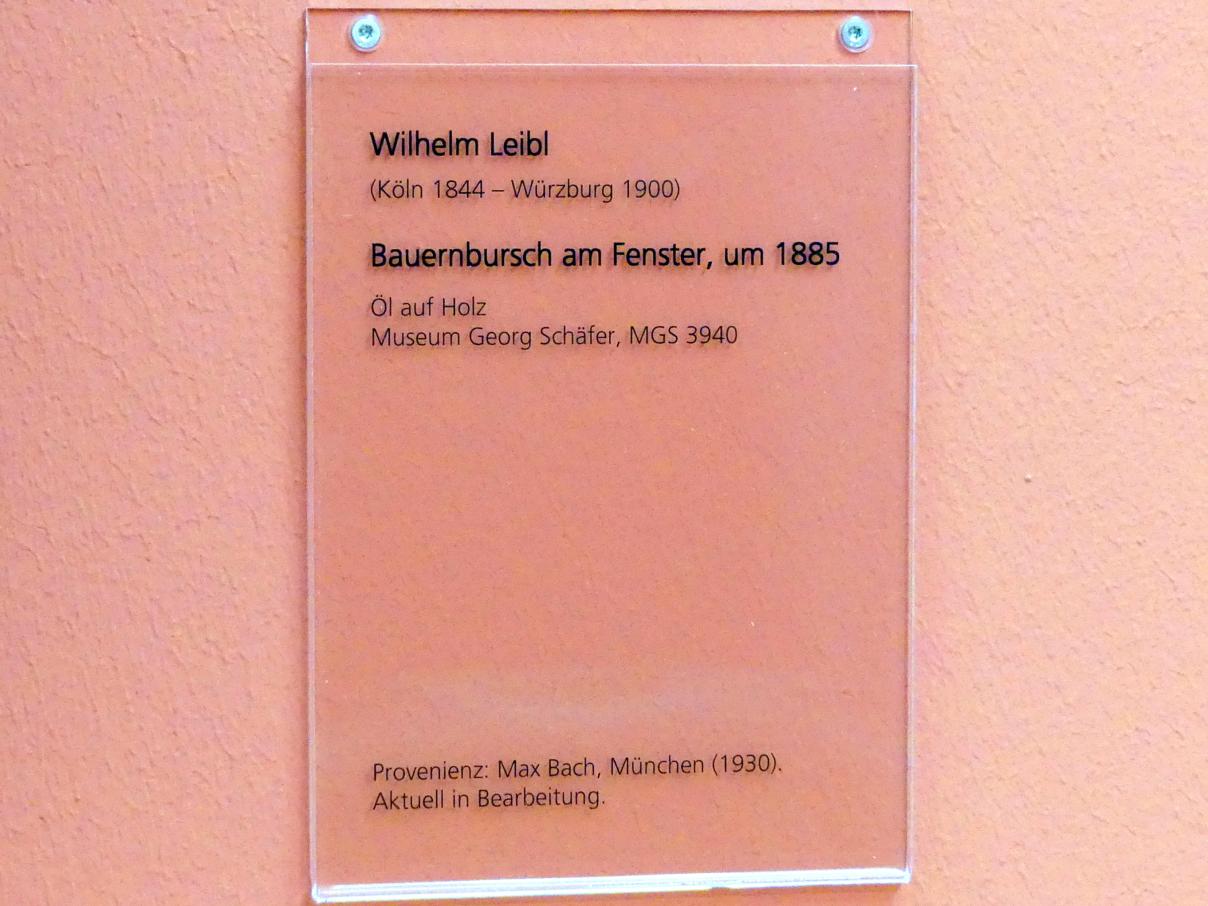 Wilhelm Leibl
(Köln 1844 – Würzburg 1900)
Bauernbursch am Fenster, um 1885
Öl auf Holz
Museum Georg Schäfer, MGS 3940
Provenienz: Max Bach, München (1930).
Aktuell in Bearbeitung.